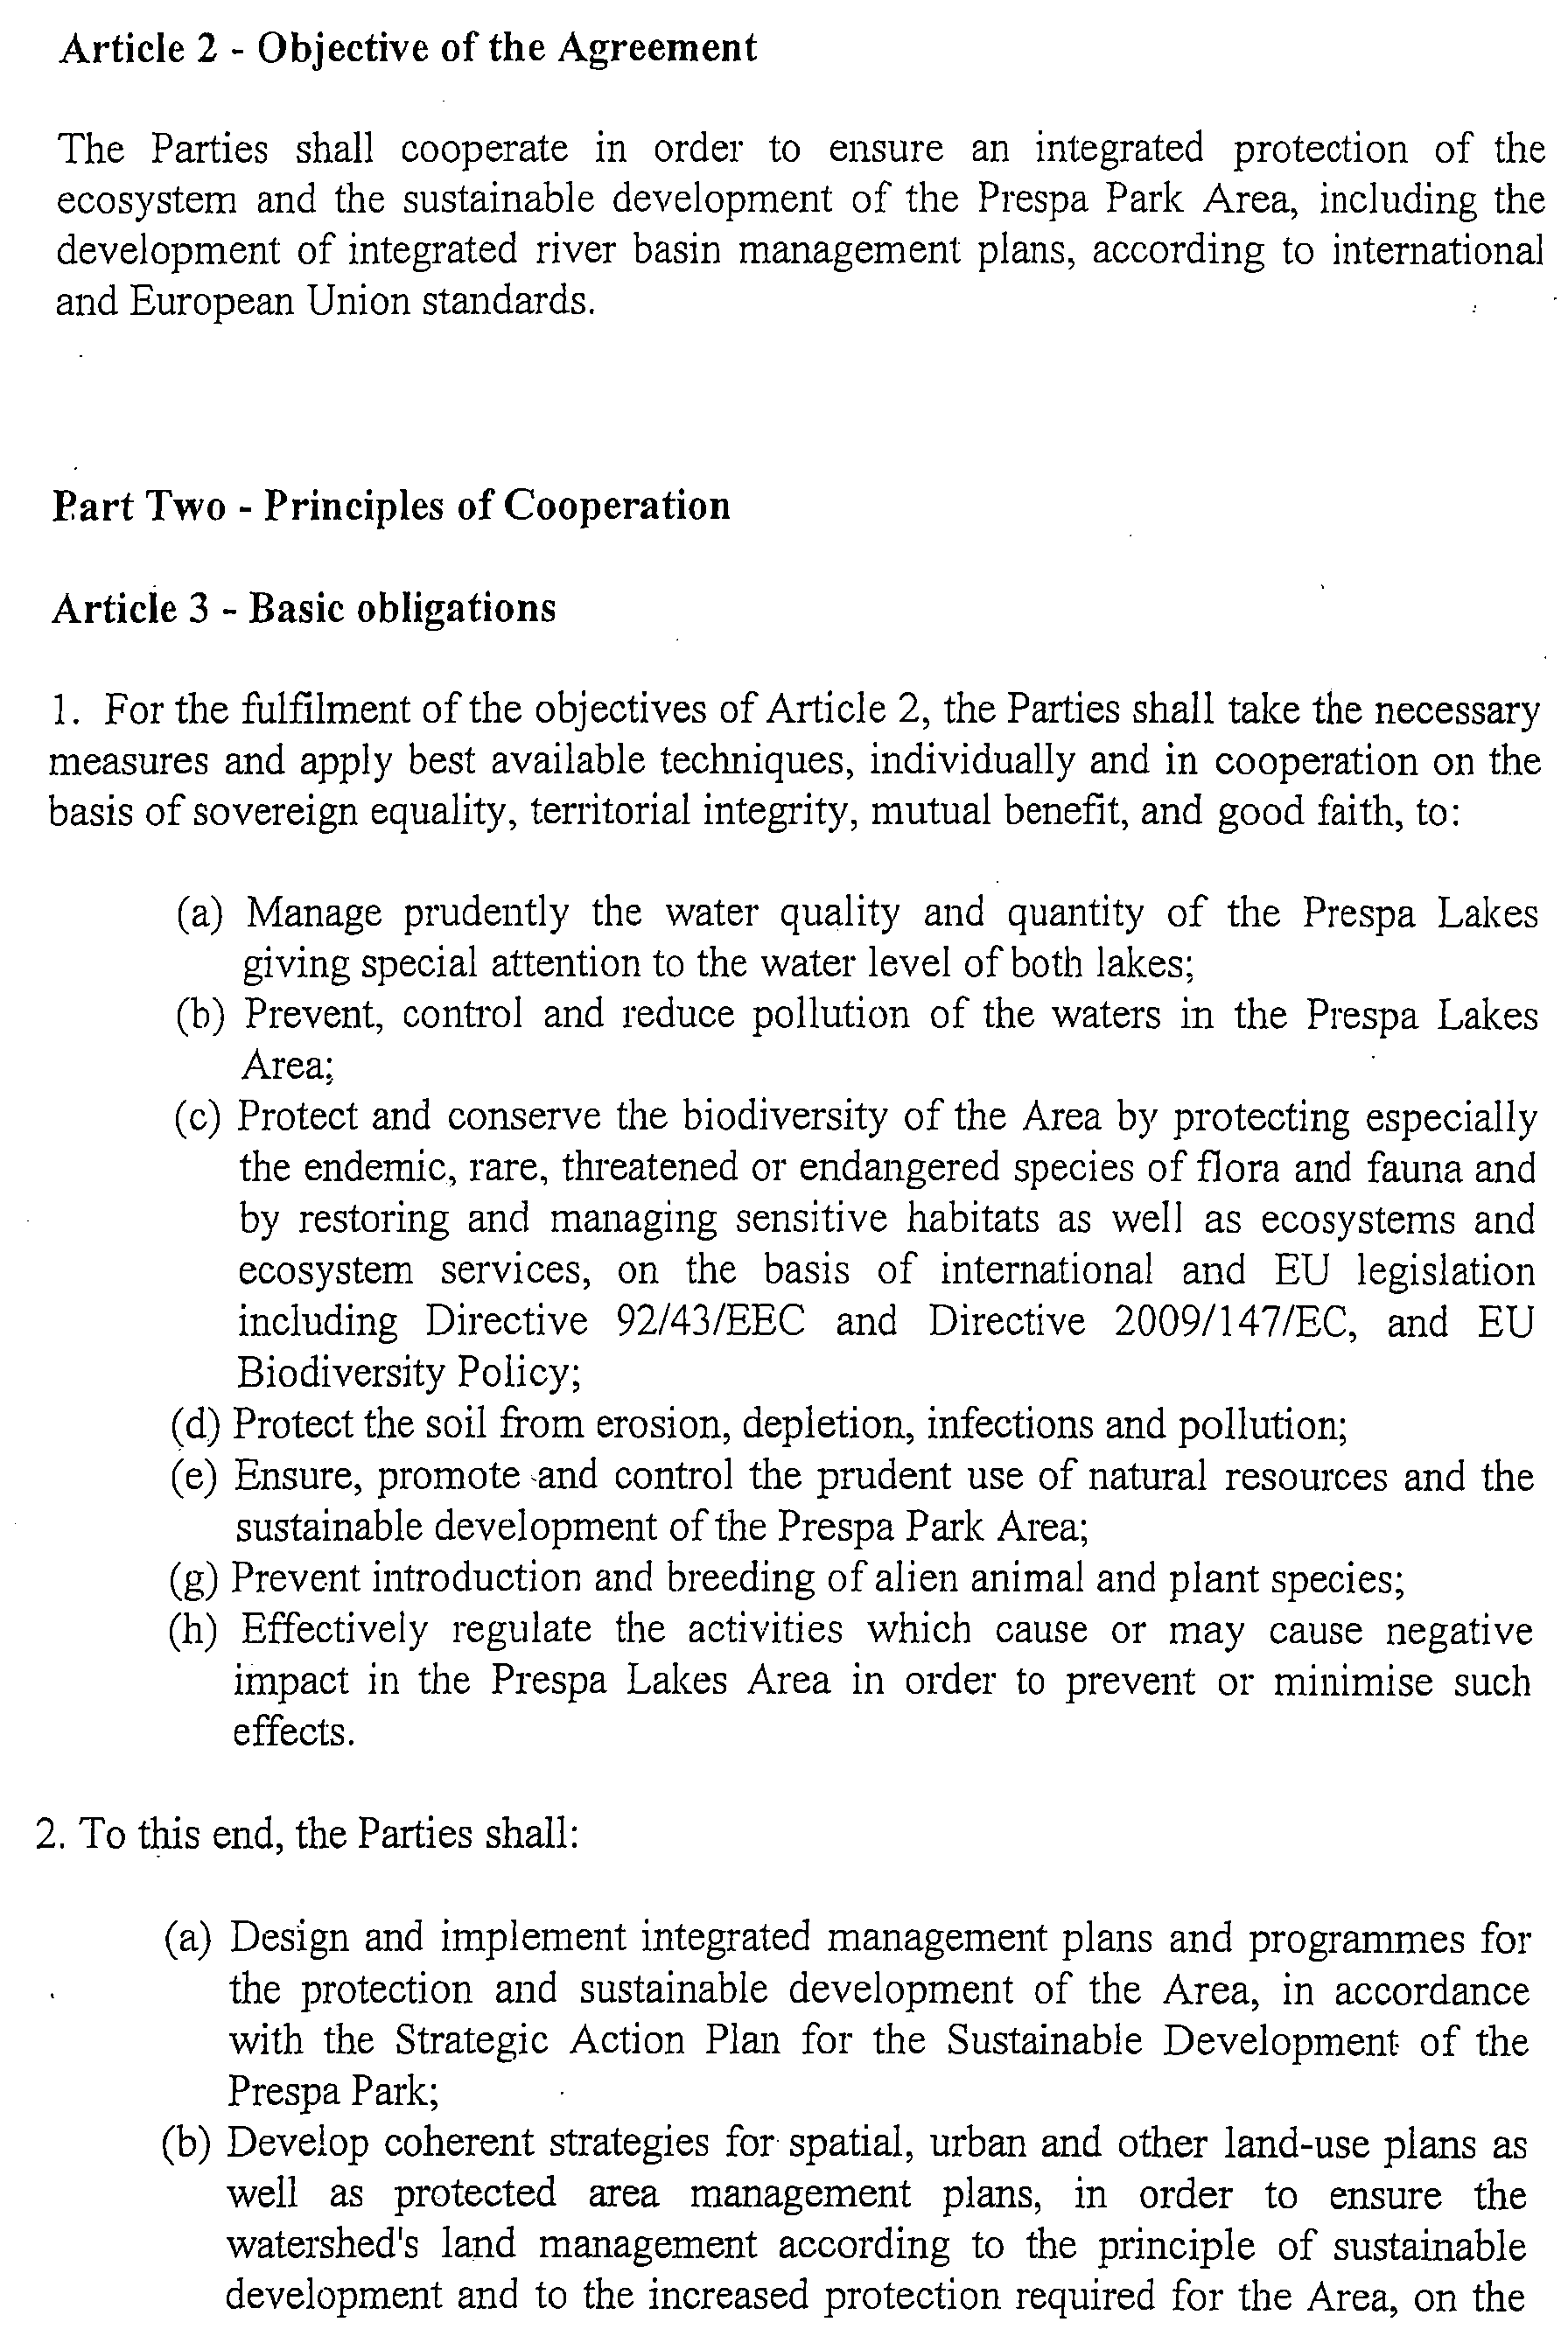 Article 2 - Objective of the Agreement
The Parties shall cooperate in order to ensure an integrated protection of the
ecosystem and the sustainable development of the Prespa Park Area, including the
development of integrated river basin management plans, according to international
and European Union standards.
Part Two - Principles of Cooperation
Article 3 - Basic obligations
1. For the fulfilment of the objectives of Article 2, the Parties shall take the necessary
measures and apply best available techniques, individually and in cooperation on the
basis of sovereign equality, territorial integrity, mutual benefit, and good faith, to:
(a) Manage prudently the water quality and quantity of the Prespa Lakes
giving special attention to the water level of both lakes;
(b) Prevent, control and reduce pollution of the waters in the Prespa Lakes
Area;
(c) Protect and conserve the biodiversity of the Area by protecting especially
the endemic, rare, threatened or endangered species of flora and fauna and
by restoring and managing sensitive habitats as well as ecosystems and
ecosystem services, on the basis of international and EU legislation
including Directive 92/43/EEC and Directive 2009/147/EC, and EU
Biodiversity Policy;
(d) Protect the soil from erosion, depletion, infections and pollution;
(e) Ensure, promote and control the prudent use of natural resources and the
sustainable development of the Prespa Park Area;
(g) Prevent introduction and breeding of alien animal and plant species;
(h) Effectively regulate the activities which cause or may cause negative
impact in the Prespa Lakes Area in order to prevent or minimise such
effects.
2. To this end, the Parties shall:
(a) Design and implement integrated management plans and programmes for
the protection and sustainable development of the Area, in accordance
with the Strategic Action Plan for the Sustainable Development of the
Prespa Park;
(b) Develop coherent strategies for spatial, urban and other land-use plans as
well as protected area management plans, in order to ensure the
watershed's land management according to the principle of sustainable
development and to the increased protection required for the Area, on the